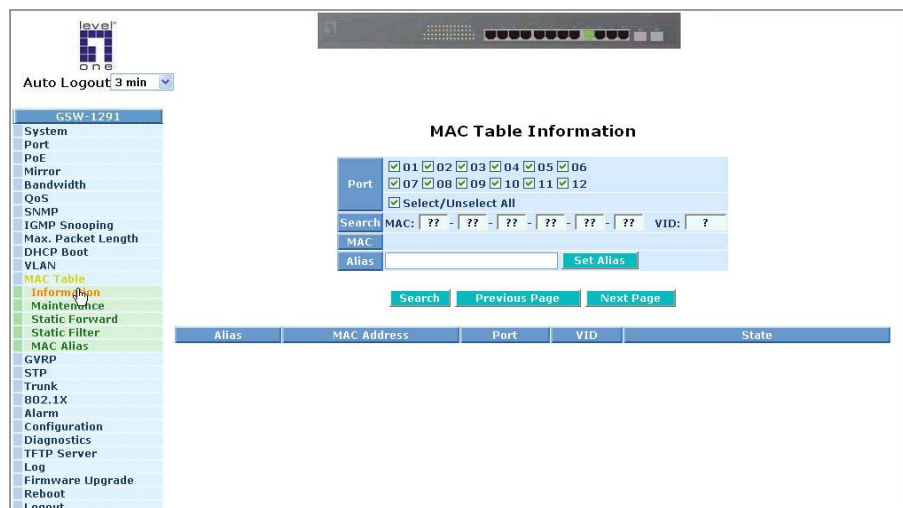 level
one
Auto Logout 3 min
GSW-1291
System
Port
PoE
Mirror
Bandwidth
QoS
SNMP
IGMP Snooping
Max. Packet Length
DHCP Boot
VLAN
MAC Table
Information
Maintenance
Static Forward
Static Filter
MAC Alias
GVRP
STP
Trunk
802.1X
Alarm
Configuration
Diagnostics
TFTP Server
Log
Firmware Upgrade
Reboot
Logout
MAC Table Information
Port
01 02 03 04 05 06
07 08 09 10 11 12
Select/Unselect All
Search MAC: ?? - ?? - ?? - ?? - ?? - ?? VID: ?
MAC
Alias Set Alias
Search Previous Page Next Page
Alias MAC Address Port VID State